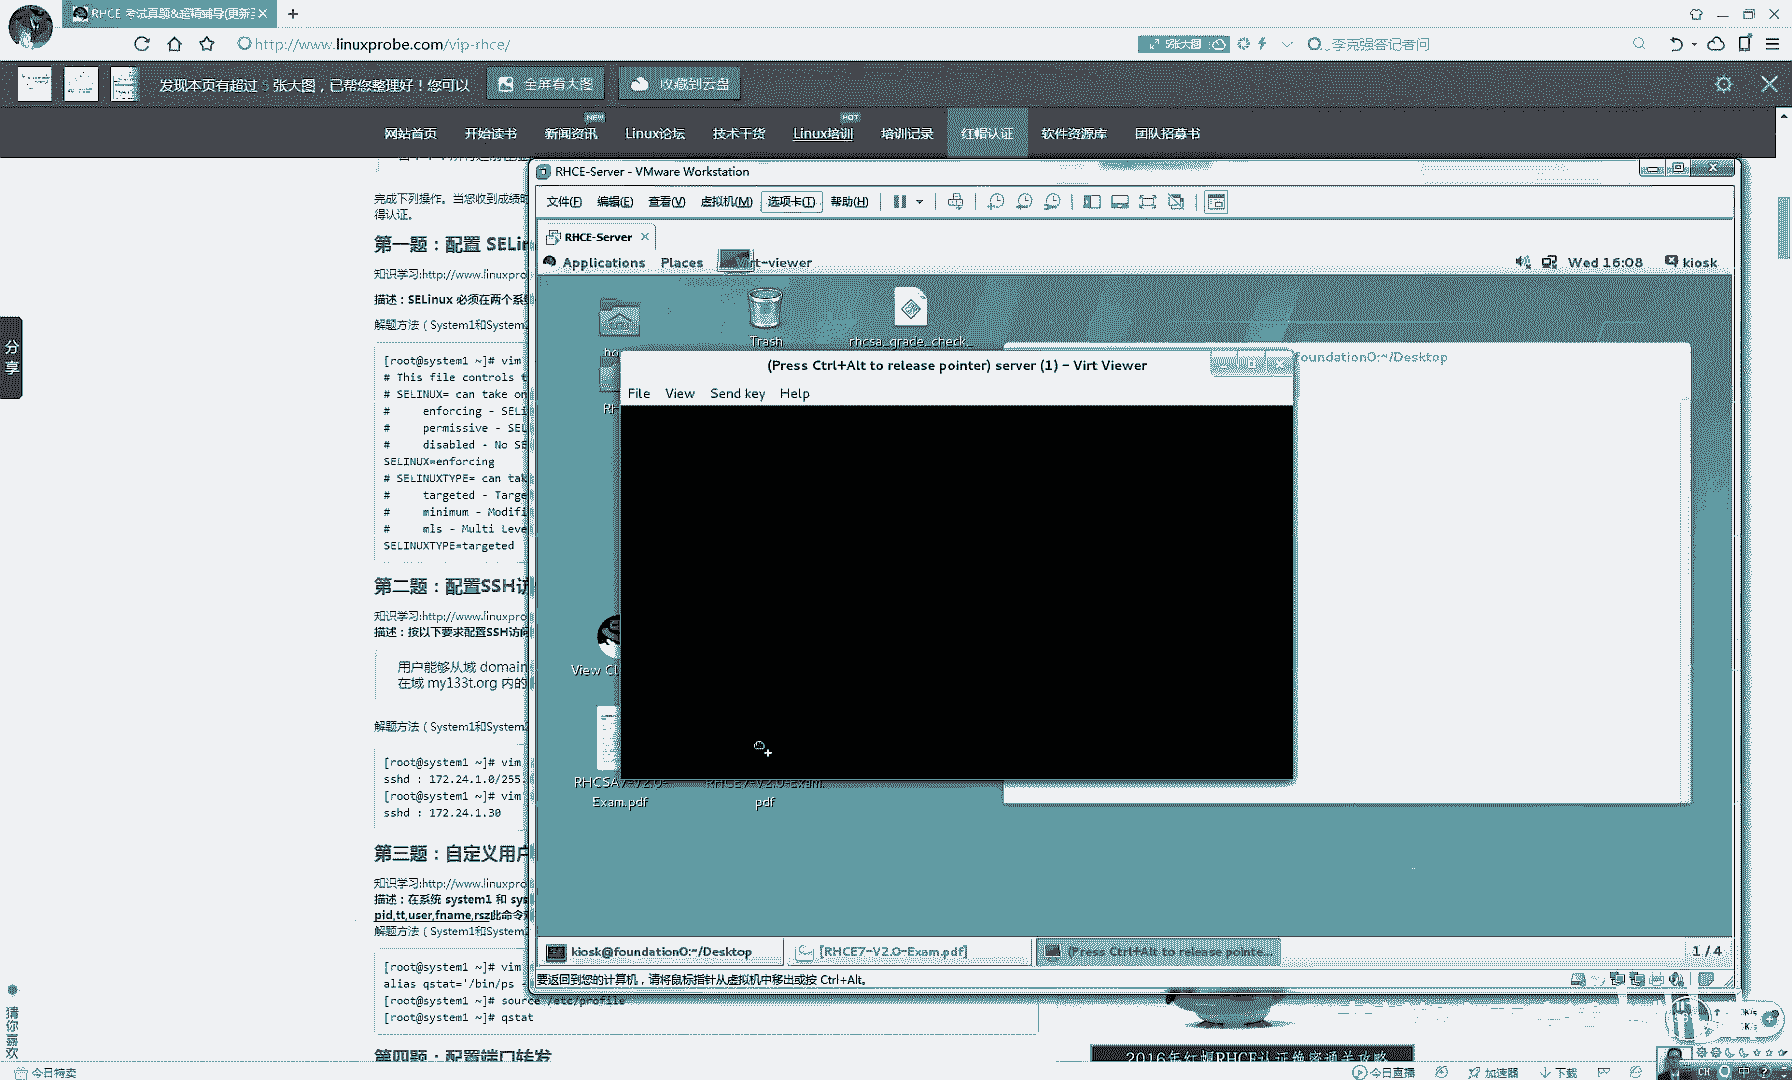 RHCE 考试真题&超精辅导(更新至
http://www.linuxprobe.com/vip-rhce/
5张大图
李克强答记者问
发现本页有超过 5 张大图，已帮您整理好！您可以
全屏看大图
收藏到云盘
网站首页
开始读书
新闻资讯
NEW
Linux论坛
技术干货
Linux培训
HOT
培训记录
红帽认证
软件资源库
团队招募书
分享
完成下列操作。当您收到成绩时
得认证。
第一题：配置 SELin
知识学习:http://www.linuxpro
描述：SELinux 必须在两个系统
解题方法（System1和System
[root@system1 ~]# vim
# This file controls t
# SELINUX= can take on
# enforcing - SELi
# permissive - SEL
# disabled - No SE
SELINUX=enforcing
# SELINUXTYPE= can tak
# targeted - Targe
# minimum - Modifi
# mls - Multi Leve
SELINUXTYPE=targeted
第二题：配置SSH访
知识学习:http://www.linuxpro
描述：按以下要求配置SSH访问
用户能够从域 domain
在域 my133t.org 内的
解题方法（System1和System
[root@system1 ~]# vim
sshd : 172.24.1.0/255.
[root@system1 ~]# vim
sshd : 172.24.1.30
第三题：自定义用户
知识学习:http://www.linuxpro
描述：在系统 system1 和 sys
pid,tt,user,fname,rsz此命令
解题方法（System1和System
[root@system1 ~]# vim
alias qstat='/bin/ps
[root@system1 ~]# source /etc/profile
[root@system1 ~]# qstat
第四题：配置端口转发
RHCE-Server - VMware Workstation
文件(F) 编辑(E) 查看(V) 虚拟机(M) 选项卡(T) 帮助(H)
RHCE-Server
Applications Places Virt-viewer
Wed 16:08 kiosk
ho
Trash
rhcsa_grade_check_
foundation0:~/Desktop
(Press Ctrl+Alt to release pointer) server (1) – Virt Viewer
File View Send key Help
RH
View Cl
RHCSA7-V2.0-
Exam.pdf
RHCE7-V2.0-Exam.
pdf
kiosk@foundation0:~/Desktop
[RHCE7-V2.0-Exam.pdf]
(Press Ctrl+Alt to release pointe...
1 / 4
要返回到您的计算机，请将鼠标指针从虚拟机中移出或按 Ctrl+Alt。
2016年红帽RHCE认证绝密通关攻略
猜你喜欢
今日特卖
今日直播
加速器
下载
CH
中